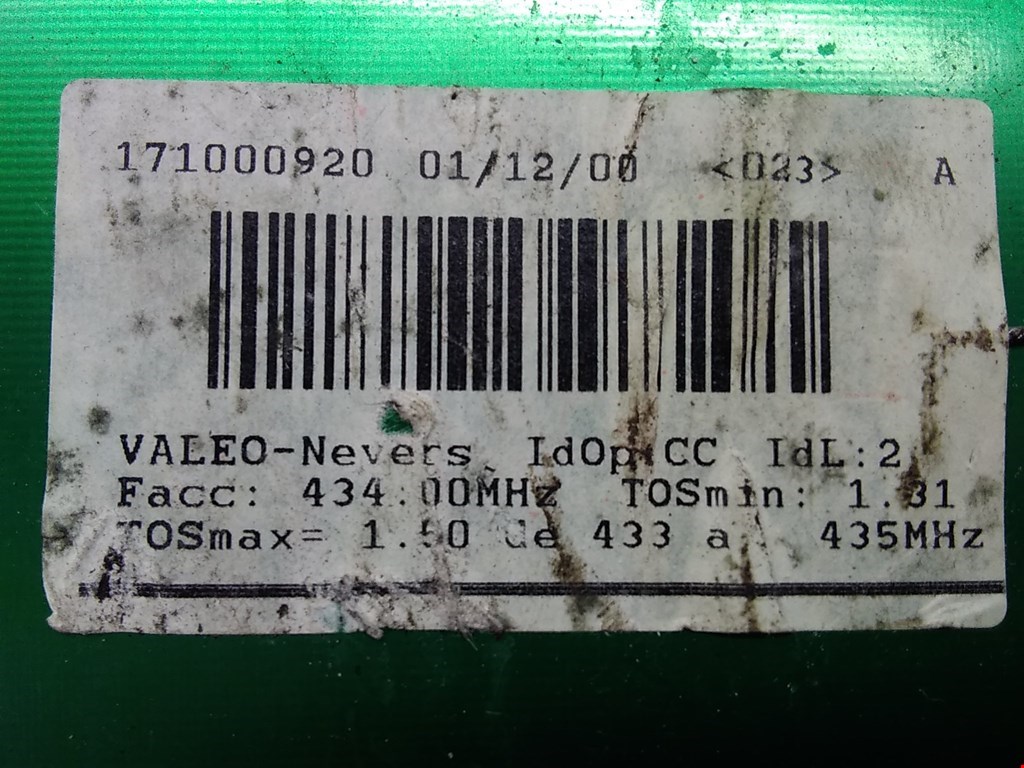 171000920 01/12/00 <023> A
VALEO-Nevers IdOp CC IdL:2
Facc: 434.00MHz TOSmin: 1.31
TOSmax= 1.50 de 433 a 435MHz